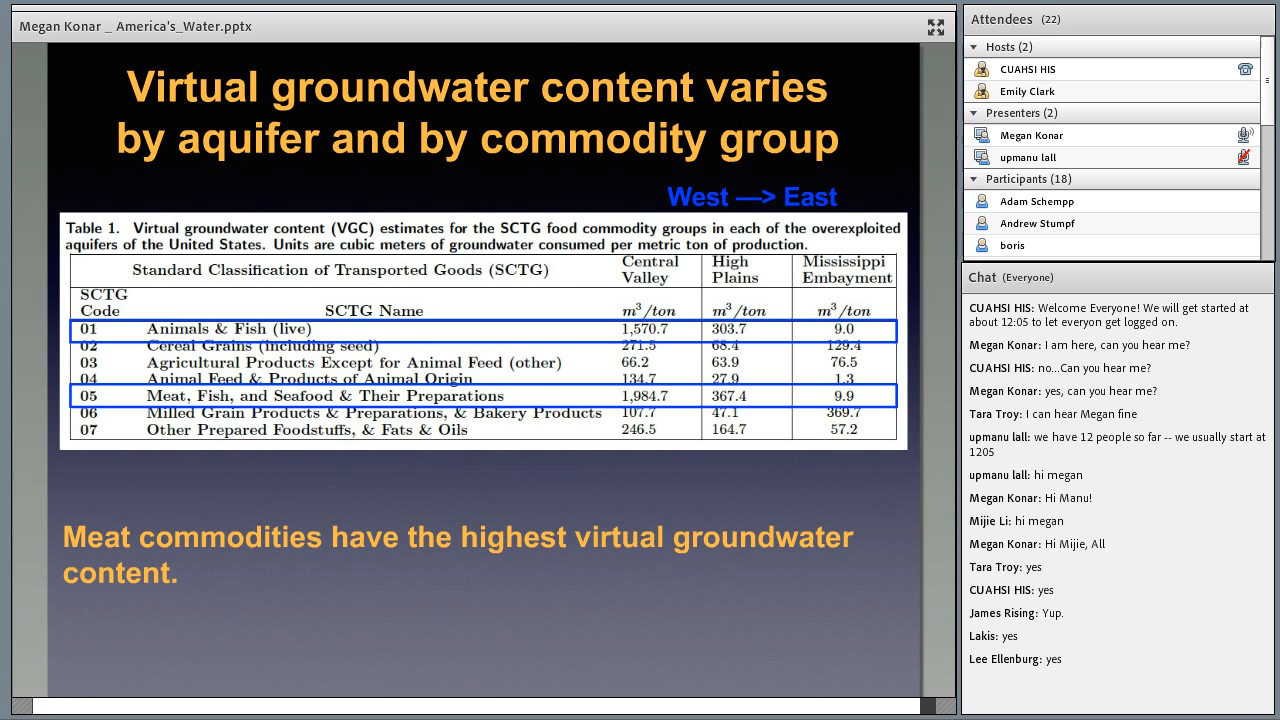 Megan Konar _ America's_Water.pptx
Virtual groundwater content varies
by aquifer and by commodity group
West —> East
Table 1. Virtual groundwater content (VGC) estimates for the SCTG food commodity groups in each of the overexploited
aquifers of the United States. Units are cubic meters of groundwater consumed per metric ton of production.
Standard Classification of Transported Goods (SCTG) Central Valley High Plains Mississippi Embayment
SCTG Code SCTG Name m³/ton m³/ton m³/ton
01 Animals & Fish (live) 1,570.7 303.7 9.0
02 Cereal Grains (including seed) 271.5 68.4 129.4
03 Agricultural Products Except for Animal Feed (other) 66.2 63.9 76.5
04 Animal Feed & Products of Animal Origin 134.7 27.9 1.3
05 Meat, Fish, and Seafood & Their Preparations 1,984.7 367.4 9.9
06 Milled Grain Products & Preparations, & Bakery Products 107.7 47.1 369.7
07 Other Prepared Foodstuffs, & Fats & Oils 246.5 164.7 57.2
Meat commodities have the highest virtual groundwater
content.
Attendees (22)
Hosts (2)
CUAHSI HIS
Emily Clark
Presenters (2)
Megan Konar
upmanu lall
Participants (18)
Adam Schempp
Andrew Stumpf
boris
Chat (Everyone)
CUAHSI HIS: Welcome Everyone! We will get started at
about 12:05 to let everyon get logged on.
Megan Konar: I am here, can you hear me?
CUAHSI HIS: no...Can you hear me?
Megan Konar: yes, can you hear me?
Tara Troy: I can hear Megan fine
upmanu lall: we have 12 people so far -- we usually start at
1205
upmanu lall: hi megan
Megan Konar: Hi Manu!
Mijie Li: hi megan
Megan Konar: Hi Mijie, All
Tara Troy: yes
CUAHSI HIS: yes
James Rising: Yup.
Lakis: yes
Lee Ellenburg: yes